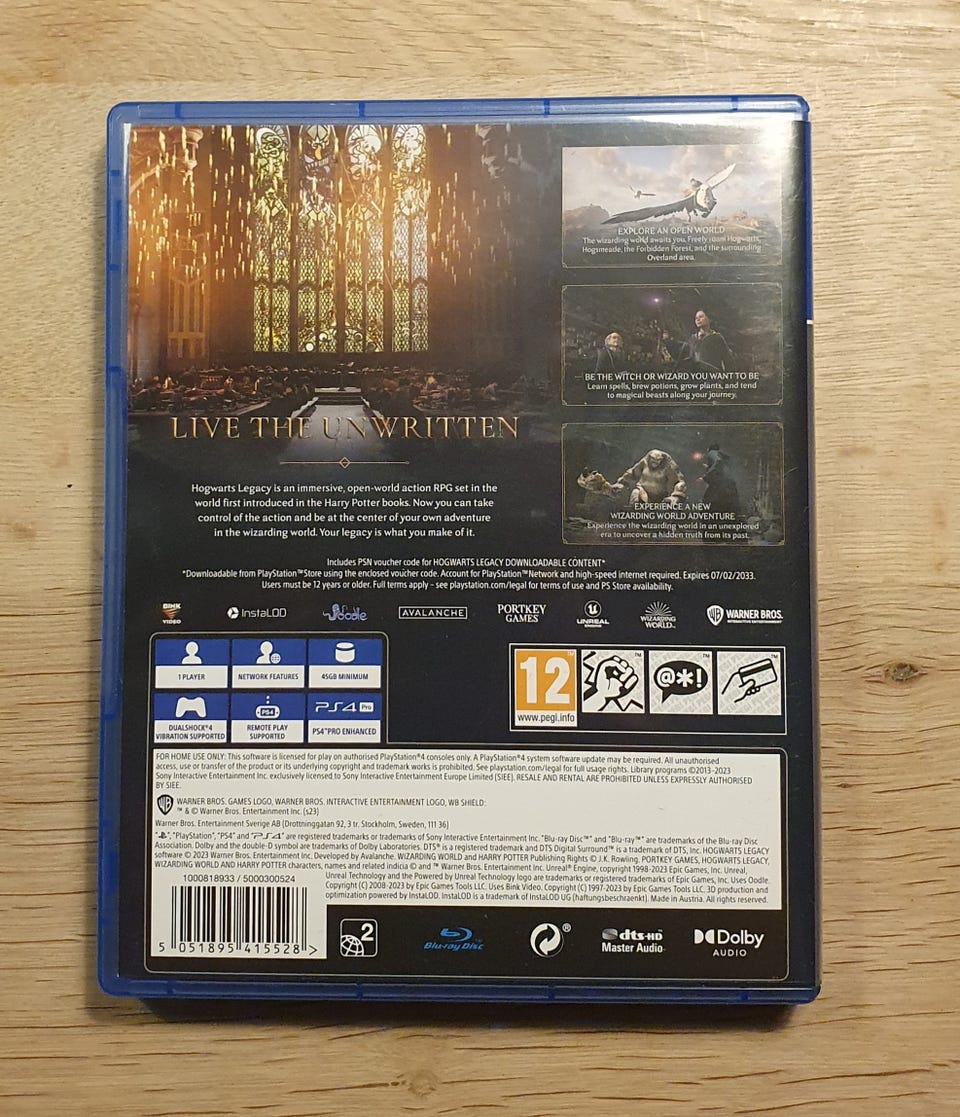 EXPLORE AN OPEN WORLD
The wizarding world awaits you. Freely roam Hogwarts,
Hogsmeade, the Forbidden Forest, and the surrounding
Overland area.
BE THE WITCH OR WIZARD YOU WANT TO BE
Learn spells, brew potions, grow plants, and tend
to magical beasts along your journey.
EXPERIENCE A NEW
WIZARDING WORLD ADVENTURE
Experience the wizarding world in an unexplored
era to uncover a hidden truth from its past.
LIVE THE UNWRITTEN
Hogwarts Legacy is an immersive, open-world action RPG set in the
world first introduced in the Harry Potter books. Now you can take
control of the action and be at the center of your own adventure
in the wizarding world. Your legacy is what you make of it.
Includes PSN voucher code for HOGWARTS LEGACY DOWNLOADABLE CONTENT*
*Downloadable from PlayStation™Store using the enclosed voucher code. Account for PlayStation™Network and high-speed internet required. Expires 07/02/2033.
Users must be 12 years or older. Full terms apply – see playstation.com/legal for terms of use and PS Store availability.
BINK
VIDEO
InstaLOD
oodle
AVALANCHE
PORTKEY
GAMES
UNREAL
ENGINE
WIZARDING
WORLD™
WB
WARNER BROS.
INTERACTIVE ENTERTAINMENT
1 PLAYER
NETWORK FEATURES
45GB MINIMUM
DUALSHOCK®4
VIBRATION SUPPORTED
PS4
REMOTE PLAY
SUPPORTED
PS4 Pro
PS4™PRO ENHANCED
12
www.pegi.info
™
@*!
™
™
FOR HOME USE ONLY: This software is licensed for play on authorised PlayStation®4 consoles only. A PlayStation®4 system software update may be required. All unauthorised
access, use or transfer of the product or its underlying copyright and trademark works is prohibited. See playstation.com/legal for full usage rights. Library programs ©2013-2023
Sony Interactive Entertainment Inc. exclusively licensed to Sony Interactive Entertainment Europe Limited (SIEE). RESALE AND RENTAL ARE PROHIBITED UNLESS EXPRESSLY AUTHORISED
BY SIEE.
WB
WARNER BROS. GAMES LOGO, WARNER BROS. INTERACTIVE ENTERTAINMENT LOGO, WB SHIELD:
™ & © Warner Bros. Entertainment Inc. (s23)
Warner Bros. Entertainment Sverige AB (Drottninggatan 92, 3 tr. Stockholm, Sweden, 111 36)
"PS", "PlayStation", "PS4" and "PS4" are registered trademarks or trademarks of Sony Interactive Entertainment Inc. "Blu-ray Disc™" and "Blu-ray™" are trademarks of the Blu-ray Disc
Association. Dolby and the double-D symbol are trademarks of Dolby Laboratories. DTS® is a registered trademark and DTS Digital Surround™ is a trademark of DTS, Inc. HOGWARTS LEGACY
software © 2023 Warner Bros. Entertainment Inc. Developed by Avalanche. WIZARDING WORLD and HARRY POTTER Publishing Rights © J.K. Rowling. PORTKEY GAMES, HOGWARTS LEGACY,
WIZARDING WORLD AND HARRY POTTER characters, names and related indicia © and ™ Warner Bros. Entertainment Inc. Unreal® Engine, copyright 1998-2023 Epic Games, Inc. Unreal,
Unreal Technology and the Powered by Unreal Technology logo are trademarks or registered trademarks of Epic Games, Inc. Uses Oodle.
Copyright (C) 2008-2023 by Epic Games Tools LLC. Uses Bink Video. Copyright (C) 1997-2023 by Epic Games Tools LLC. 3D production and
optimization powered by InstaLOD. InstaLOD is a trademark of InstaLOD UG (haftungsbeschraenkt). Made in Austria. All rights reserved.
1000818933 / 5000300524
5 051895 415528 >
2
Blu-ray Disc™
®
dts-HD
Master Audio™
Dolby
AUDIO